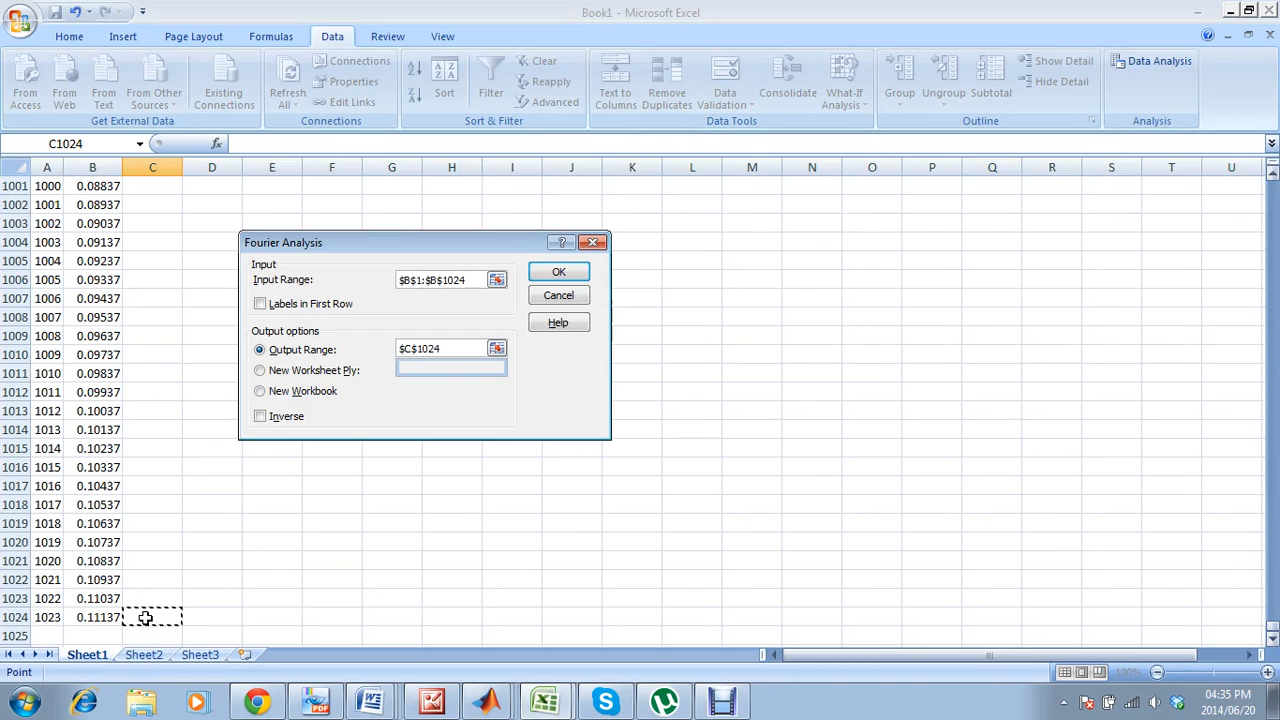 Book1 - Microsoft Excel
Home Insert Page Layout Formulas Data Review View
From Access
From Web
From Text
From Other Sources
Existing Connections
Refresh All
Connections
Properties
Edit Links
Sort
Filter
Clear
Reapply
Advanced
Text to Columns
Remove Duplicates
Data Validation
Consolidate
What-If Analysis
Group
Ungroup
Subtotal
Show Detail
Hide Detail
Data Analysis
Get External Data Connections Sort & Filter Data Tools Outline Analysis
C1024 fx
A B C D E F G H I J K L M N O P Q R S T U
1001 1000 0.08837
1002 1001 0.08937
1003 1002 0.09037
1004 1003 0.09137
1005 1004 0.09237
1006 1005 0.09337
1007 1006 0.09437
1008 1007 0.09537
1009 1008 0.09637
1010 1009 0.09737
1011 1010 0.09837
1012 1011 0.09937
1013 1012 0.10037
1014 1013 0.10137
1015 1014 0.10237
1016 1015 0.10337
1017 1016 0.10437
1018 1017 0.10537
1019 1018 0.10637
1020 1019 0.10737
1021 1020 0.10837
1022 1021 0.10937
1023 1022 0.11037
1024 1023 0.11137
1025
Fourier Analysis
Input
Input Range: $B$1:$B$1024
Labels in First Row
Output options
Output Range: $C$1024
New Worksheet Ply:
New Workbook
Inverse
OK
Cancel
Help
Sheet1 Sheet2 Sheet3
Point 100%
PDF
04:35 PM
2014/06/20